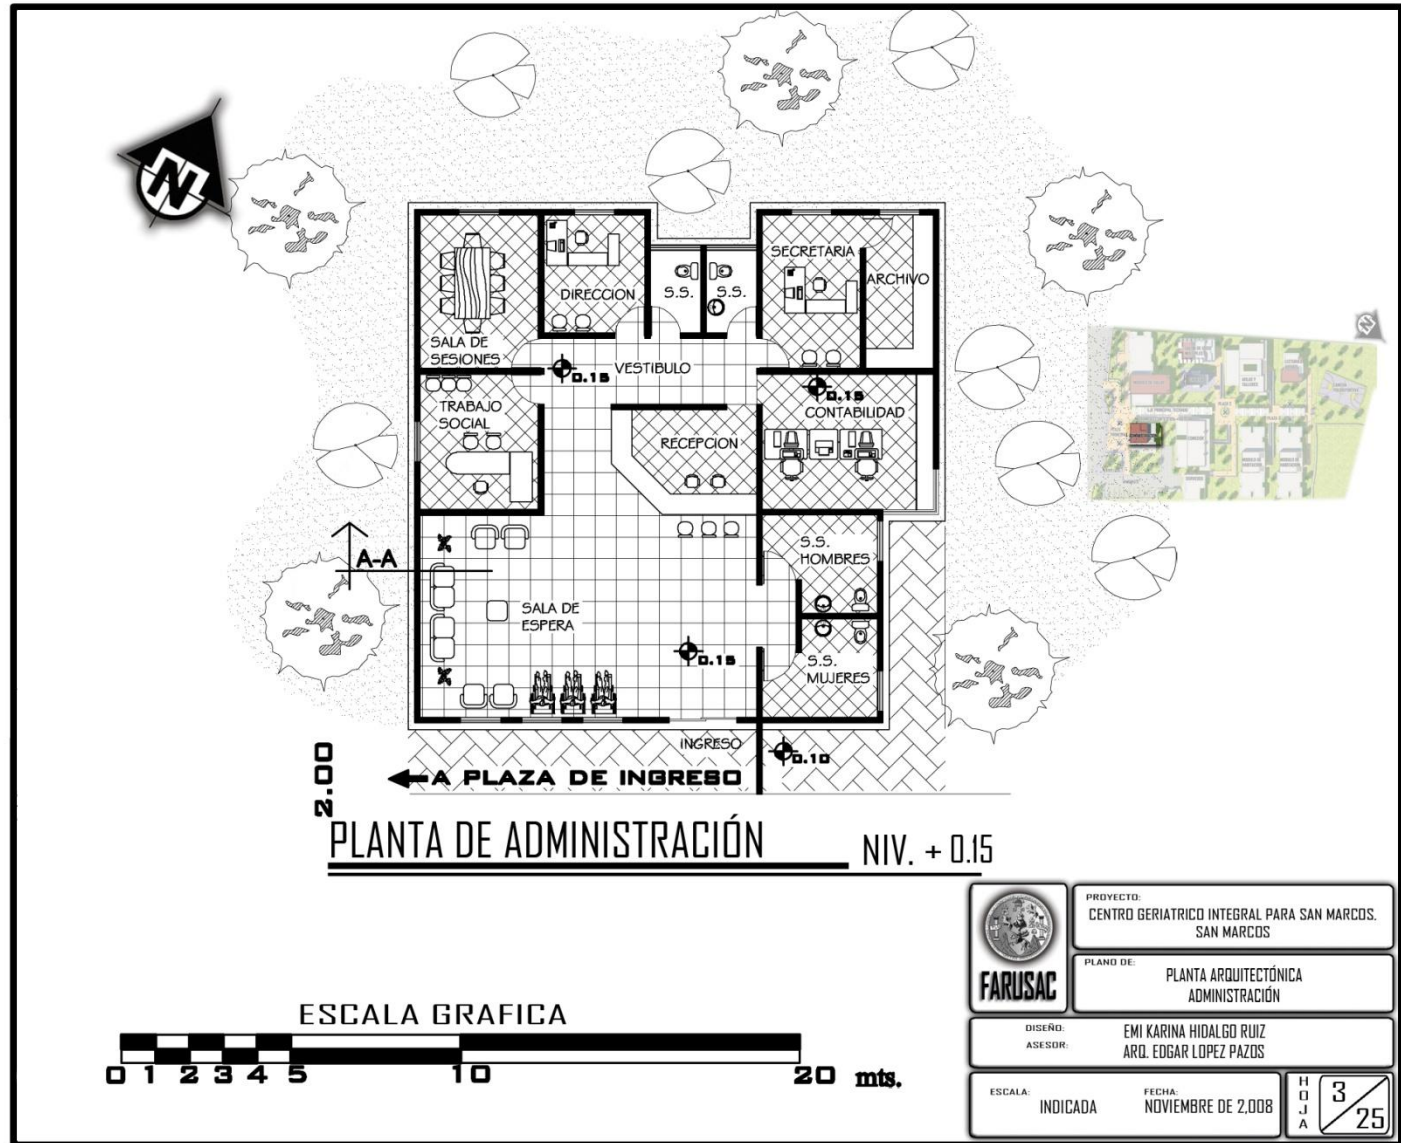 N
SECRETARIA
ARCHIVO
DIRECCION
S.S.
S.S.
SALA DE
SESIONES
VESTIBULO
0.15
0.15
TRABAJO
SOCIAL
CONTABILIDAD
RECEPCION
A-A
S.S.
HOMBRES
SALA DE
ESPERA
0.15
S.S.
MUJERES
INGRESO
0.10
2.00
A PLAZA DE INGRESO
PLANTA DE ADMINISTRACIÓN
NIV. + 0.15
ESCALA GRAFICA
0 1 2 3 4 5 10 20 mts.
FARUSAC
PROYECTO:
CENTRO GERIATRICO INTEGRAL PARA SAN MARCOS.
SAN MARCOS
PLANO DE:
PLANTA ARQUITECTÓNICA
ADMINISTRACIÓN
DISEÑO: EMI KARINA HIDALGO RUIZ
ASESOR: ARQ. EDGAR LOPEZ PAZOS
ESCALA: INDICADA
FECHA: NOVIEMBRE DE 2,008
HOJA
3/25